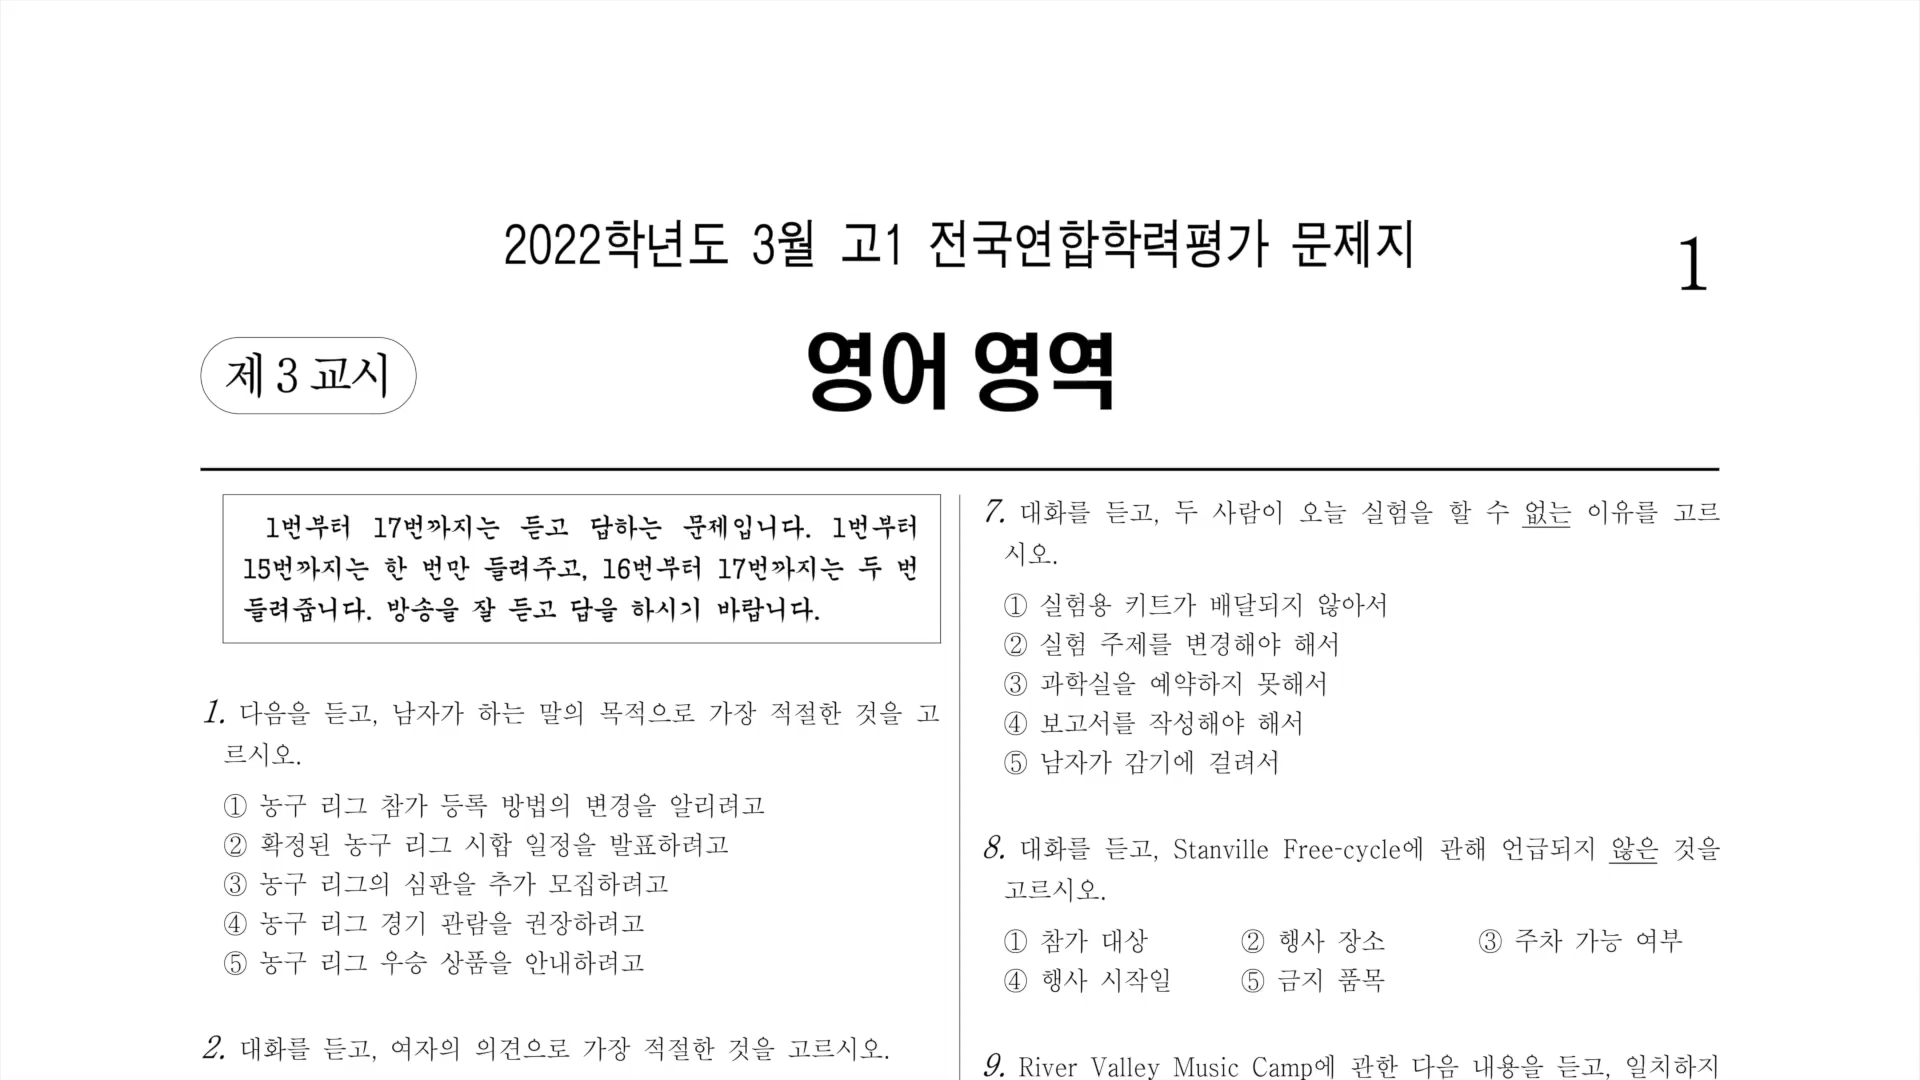 2022학년도 3월 고1 전국연합학력평가 문제지
1
제 3 교시
영어 영역
1번부터 17번까지는 듣고 답하는 문제입니다. 1번부터
15번까지는 한 번만 들려주고, 16번부터 17번까지는 두 번
들려줍니다. 방송을 잘 듣고 답을 하시기 바랍니다.
1. 다음을 듣고, 남자가 하는 말의 목적으로 가장 적절한 것을 고
르시오.
① 농구 리그 참가 등록 방법의 변경을 알리려고
② 확정된 농구 리그 시합 일정을 발표하려고
③ 농구 리그의 심판을 추가 모집하려고
④ 농구 리그 경기 관람을 권장하려고
⑤ 농구 리그 우승 상품을 안내하려고
2. 대화를 듣고, 여자의 의견으로 가장 적절한 것을 고르시오.
7. 대화를 듣고, 두 사람이 오늘 실험을 할 수 없는 이유를 고르
시오.
① 실험용 키트가 배달되지 않아서
② 실험 주제를 변경해야 해서
③ 과학실을 예약하지 못해서
④ 보고서를 작성해야 해서
⑤ 남자가 감기에 걸려서
8. 대화를 듣고, Stanville Free-cycle에 관해 언급되지 않은 것을
고르시오.
① 참가 대상 ② 행사 장소 ③ 주차 가능 여부
④ 행사 시작일 ⑤ 금지 품목
9. River Valley Music Camp에 관한 다음 내용을 듣고, 일치하지